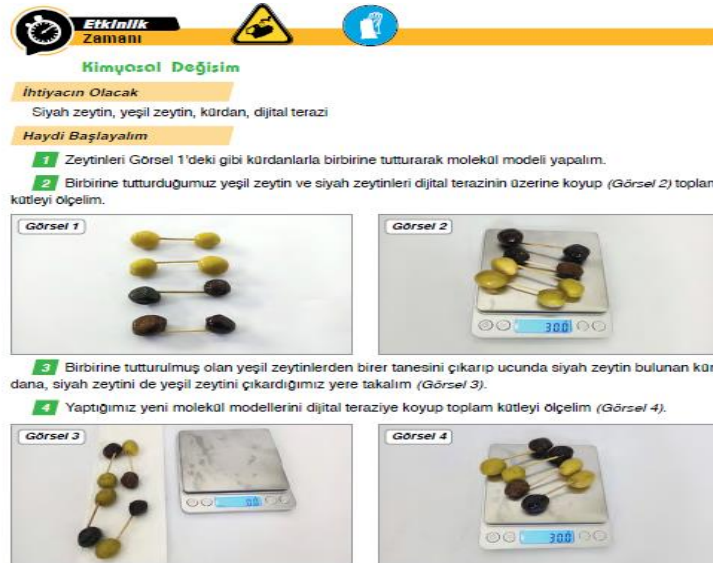 Etkinlik
Zamanı
Kimyasal Değişim
İhtiyacın Olacak
Siyah zeytin, yeşil zeytin, kürdan, dijital terazi
Haydi Başlayalım
1 Zeytinleri Görsel 1'deki gibi kürdanlarla birbirine tutturarak molekül modeli yapalım.
2 Birbirine tutturduğumuz yeşil zeytin ve siyah zeytinleri dijital terazinin üzerine koyup (Görsel 2) toplam
kütleyi ölçelim.
Görsel 1
Görsel 2
30.0
3 Birbirine tutturulmuş olan yeşil zeytinlerden birer tanesini çıkarıp ucunda siyah zeytin bulunan kür
dana, siyah zeytini de yeşil zeytini çıkardığımız yere takalım (Görsel 3).
4 Yaptığımız yeni molekül modellerini dijital teraziye koyup toplam kütleyi ölçelim (Görsel 4).
Görsel 3
0.0
Görsel 4
30.0